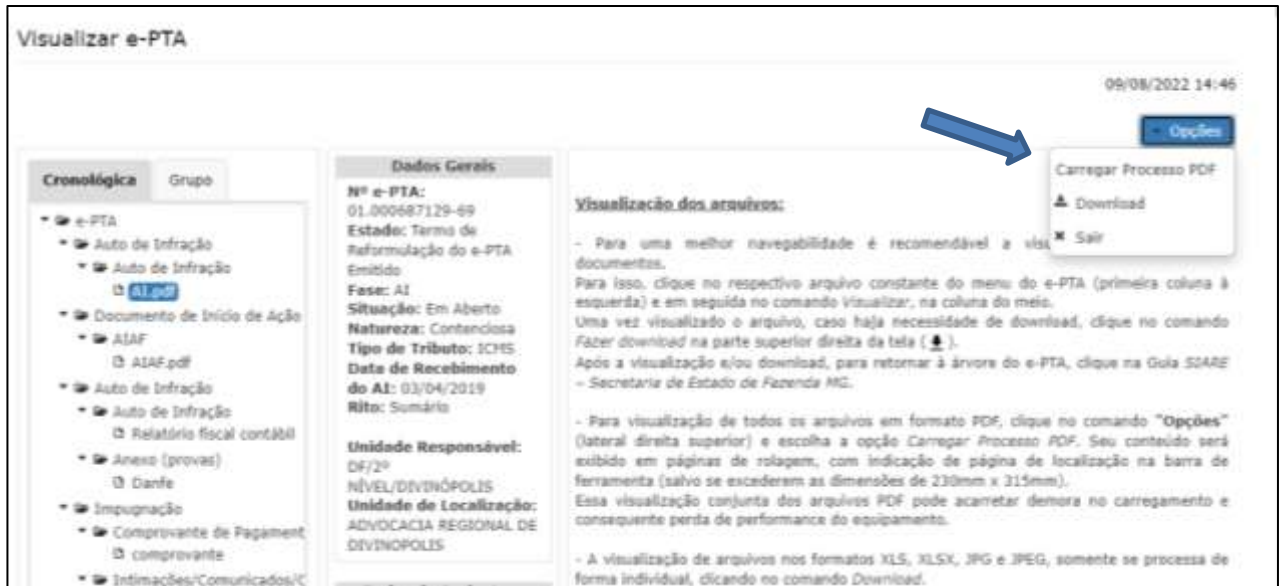 Visualizar e-PTA
09/08/2022 14:46
Opções
Carregar Processo PDF
Download
Sair
Cronológica Grupo
e-PTA
Auto de Infração
Auto de Infração
AI.pdf
Documento de Início de Ação
AIAF
AIAF.pdf
Auto de Infração
Auto de Infração
Relatório fiscal contábil
Anexo (provas)
Danfe
Impugnação
Comprovante de Pagament
comprovante
Intimações/Comunicados/C
Dados Gerais
Nº e-PTA:
01.000687129-69
Estado: Termo de
Reformulação do e-PTA
Emitido
Fase: AI
Situação: Em Aberto
Natureza: Contenciosa
Tipo de Tributo: ICMS
Data de Recebimento
do AI: 03/04/2019
Rito: Sumário
Unidade Responsável:
DF/2º
NÍVEL/DIVINÓPOLIS
Unidade de Localização:
ADVOCACIA REGIONAL DE
DIVINOPOLIS
Visualização dos arquivos:
- Para uma melhor navegabilidade é recomendável a
documentos.
Para isso, clique no respectivo arquivo constante do menu do e-PTA (primeira coluna à
esquerda) e em seguida no comando Visualizar, na coluna do meio.
Uma vez visualizado o arquivo, caso haja necessidade de download, clique no comando
Fazer download na parte superior direita da tela ( ).
Após a visualização e/ou download, para retornar à árvore do e-PTA, clique na Guia SIARE
– Secretaria de Estado de Fazenda MG.
- Para visualização de todos os arquivos em formato PDF, clique no comando "Opções"
(lateral direita superior) e escolha a opção Carregar Processo PDF. Seu conteúdo será
exibido em páginas de rolagem, com indicação de página de localização na barra de
ferramenta (salvo se excederem as dimensões de 230mm x 315mm).
Essa visualização conjunta dos arquivos PDF pode acarretar demora no carregamento e
consequente perda de performance do equipamento.
- A visualização de arquivos nos formatos XLS, XLSX, JPG e JPEG, somente se processa de
forma individual, clicando no comando Download.